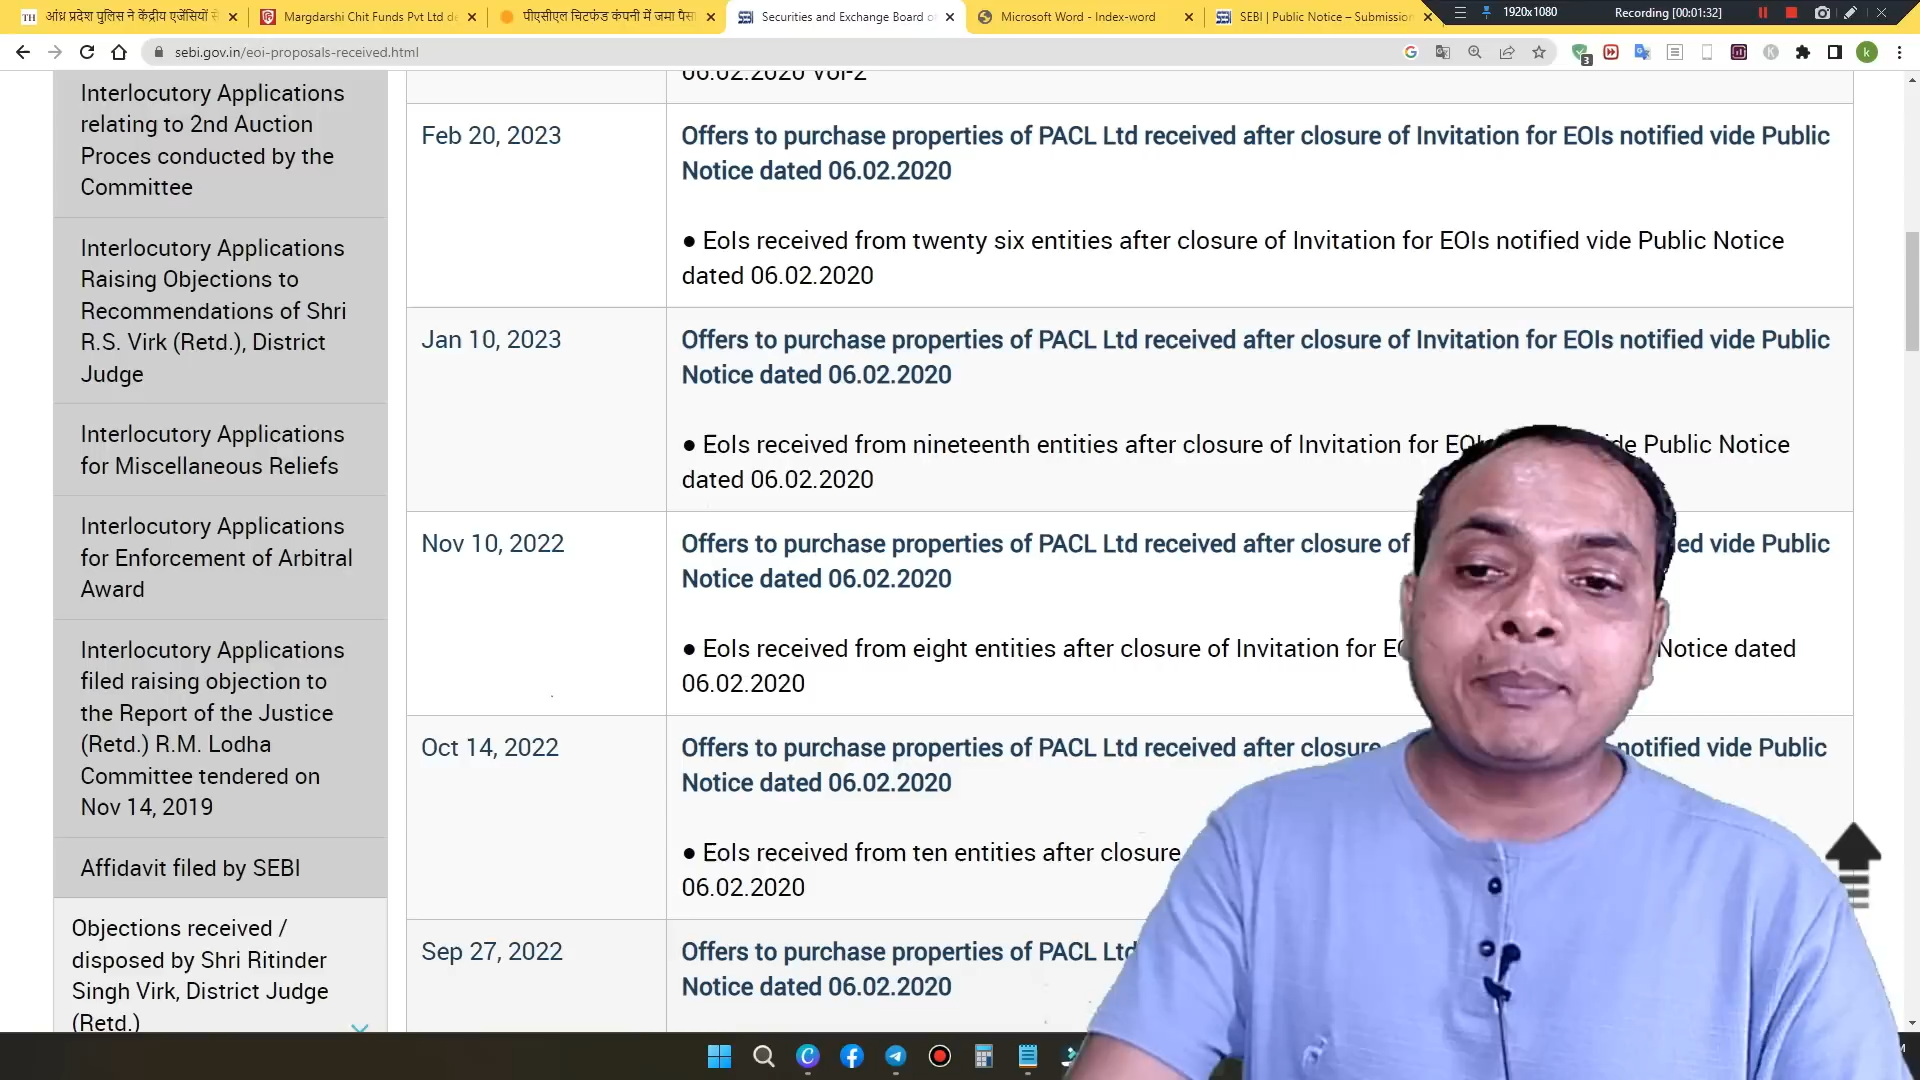 आंध्र प्रदेश पुलिस ने केंद्रीय एजेंसियों से
Margdarshi Chit Funds Pvt Ltd de
पीएसीएल चिटफंड कंपनी में जमा पैसा
Securities and Exchange Board o
Microsoft Word - Index-word
SEBI | Public Notice – Submission
1920x1080
Recording [00:01:32]
sebi.gov.in/eoi-proposals-received.html
3
k
Interlocutory Applications
relating to 2nd Auction
Proces conducted by the
Committee
Interlocutory Applications
Raising Objections to
Recommendations of Shri
R.S. Virk (Retd.), District
Judge
Interlocutory Applications
for Miscellaneous Reliefs
Interlocutory Applications
for Enforcement of Arbitral
Award
Interlocutory Applications
filed raising objection to
the Report of the Justice
(Retd.) R.M. Lodha
Committee tendered on
Nov 14, 2019
Affidavit filed by SEBI
Objections received /
disposed by Shri Ritinder
Singh Virk, District Judge
(Retd.)
06.02.2020 Vol-2
Feb 20, 2023
Offers to purchase properties of PACL Ltd received after closure of Invitation for EOIs notified vide Public
Notice dated 06.02.2020
● EoIs received from twenty six entities after closure of Invitation for EOIs notified vide Public Notice
dated 06.02.2020
Jan 10, 2023
Offers to purchase properties of PACL Ltd received after closure of Invitation for EOIs notified vide Public
Notice dated 06.02.2020
● EoIs received from nineteenth entities after closure of Invitation for vide Public Notice
dated 06.02.2020
Nov 10, 2022
Offers to purchase properties of PACL Ltd received after closure of ed vide Public
Notice dated 06.02.2020
● EoIs received from eight entities after closure of Invitation for Notice dated
06.02.2020
Oct 14, 2022
Offers to purchase properties of PACL Ltd received after closure notified vide Public
Notice dated 06.02.2020
● EoIs received from ten entities after closure
06.02.2020
Sep 27, 2022
Offers to purchase properties of PACL Ltd
Notice dated 06.02.2020